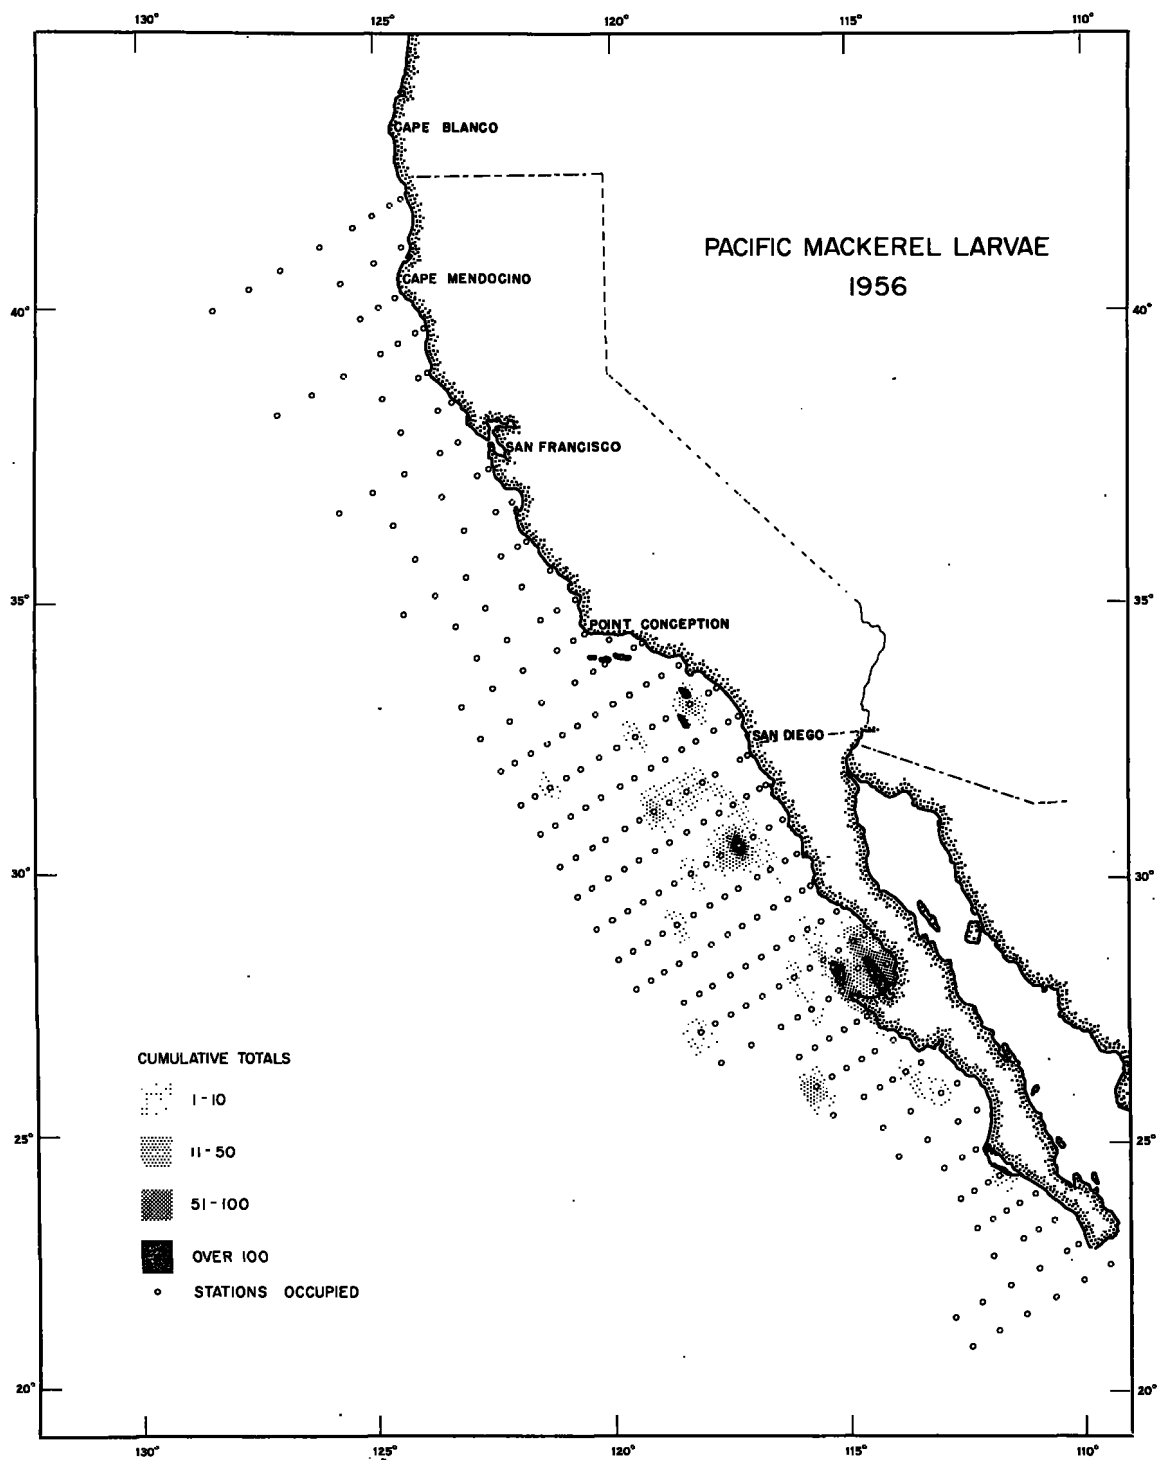 130° 125° 120° 115° 110°
CAPE BLANCO
PACIFIC MACKEREL LARVAE
1956
CAPE MENDOCINO
40° 40°
SAN FRANCISCO
35° 35°
POINT CONCEPTION
SAN DIEGO
30° 30°
CUMULATIVE TOTALS
1-10
25° 25°
11-50
51-100
OVER 100
STATIONS OCCUPIED
20° 20°
130° 125° 120° 115° 110°